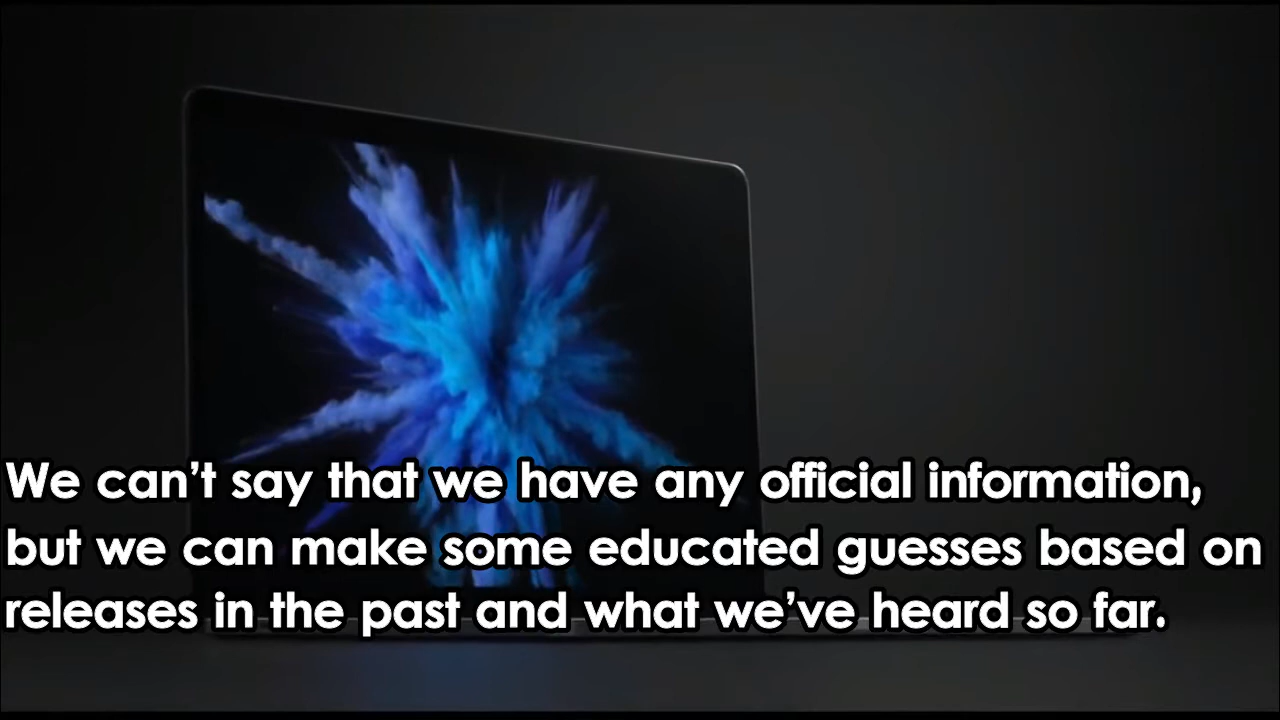 We can’t say that we have any official information,
but we can make some educated guesses based on
releases in the past and what we’ve heard so far.